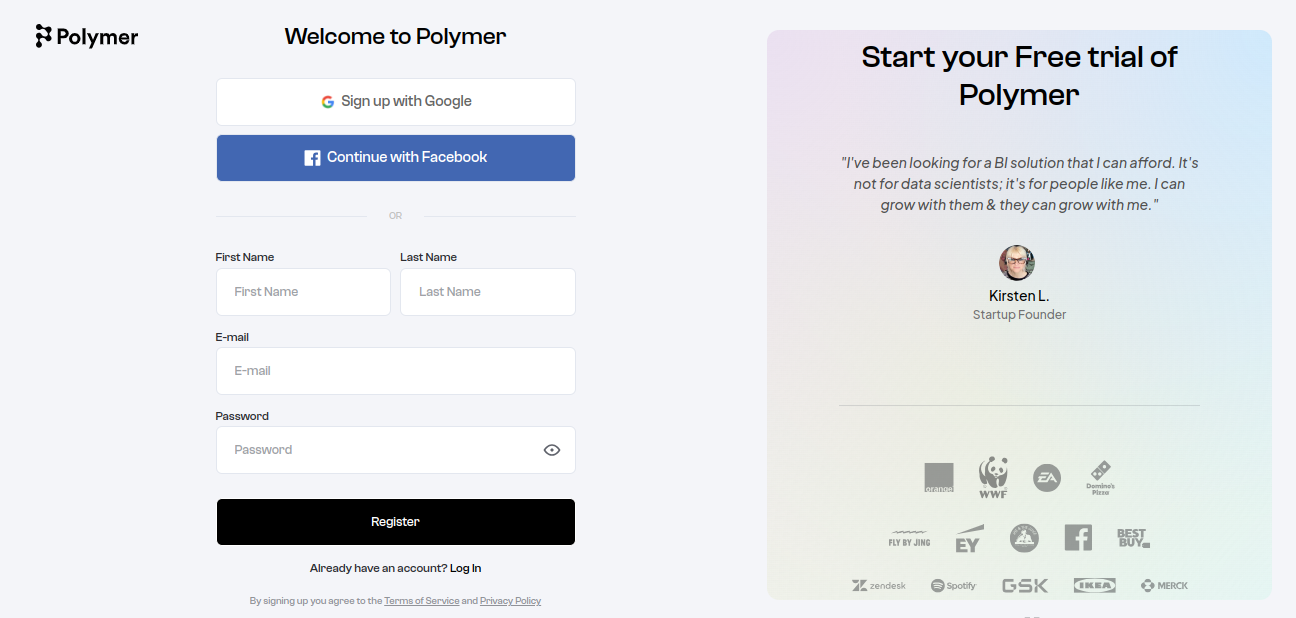 Polymer
Welcome to Polymer
Sign up with Google
Continue with Facebook
OR
First Name
Last Name
First Name
Last Name
E-mail
E-mail
Password
Password
Register
Already have an account? Log In
By signing up you agree to the Terms of Service and Privacy Policy
Start your Free trial of
Polymer
"I've been looking for a BI solution that I can afford. It's
not for data scientists; it's for people like me. I can
grow with them & they can grow with me."
Kirsten L.
Startup Founder
orange
WWF
EA
Domino's
Pizza
FLY BY JING
EY
BEST
BUY
zendesk
Spotify
GSK
IKEA
MERCK